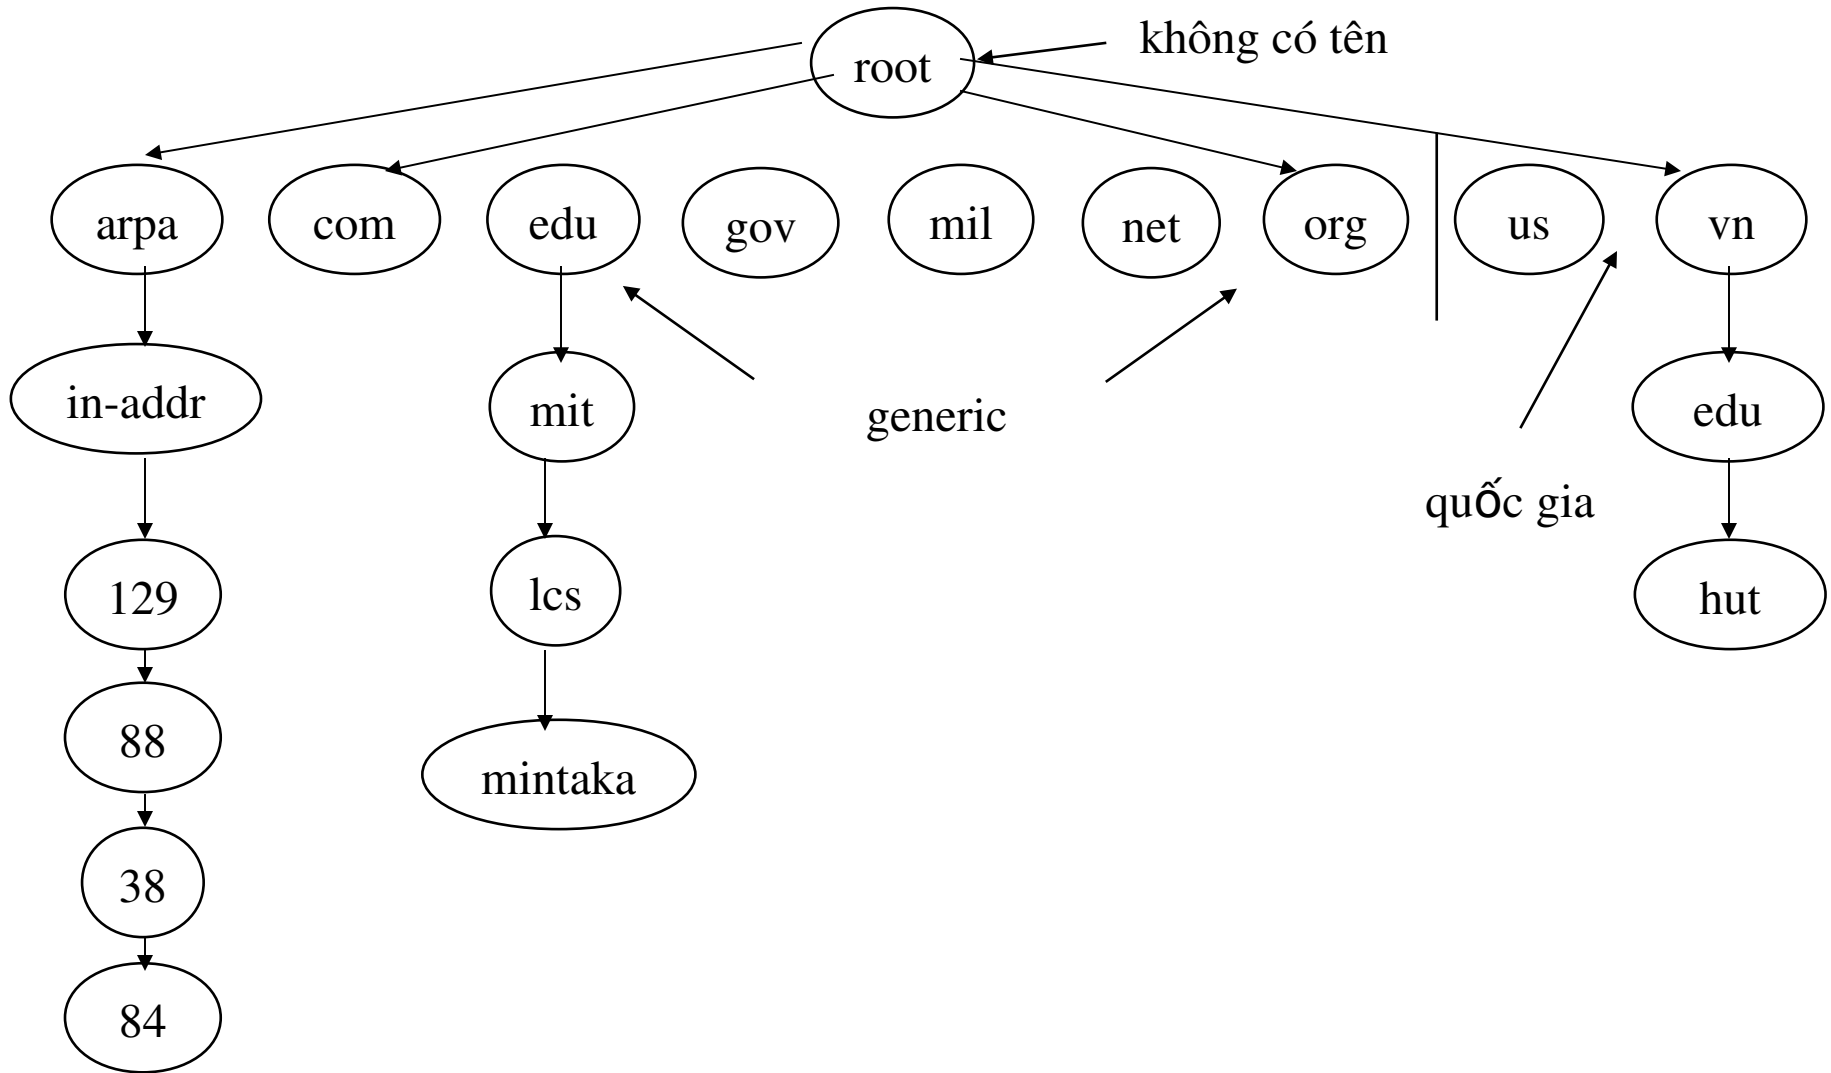 không có tên
root
arpa
com
edu
gov
mil
net
org
us
vn
in-addr
mit
generic
edu
quốc gia
129
lcs
hut
88
mintaka
38
84